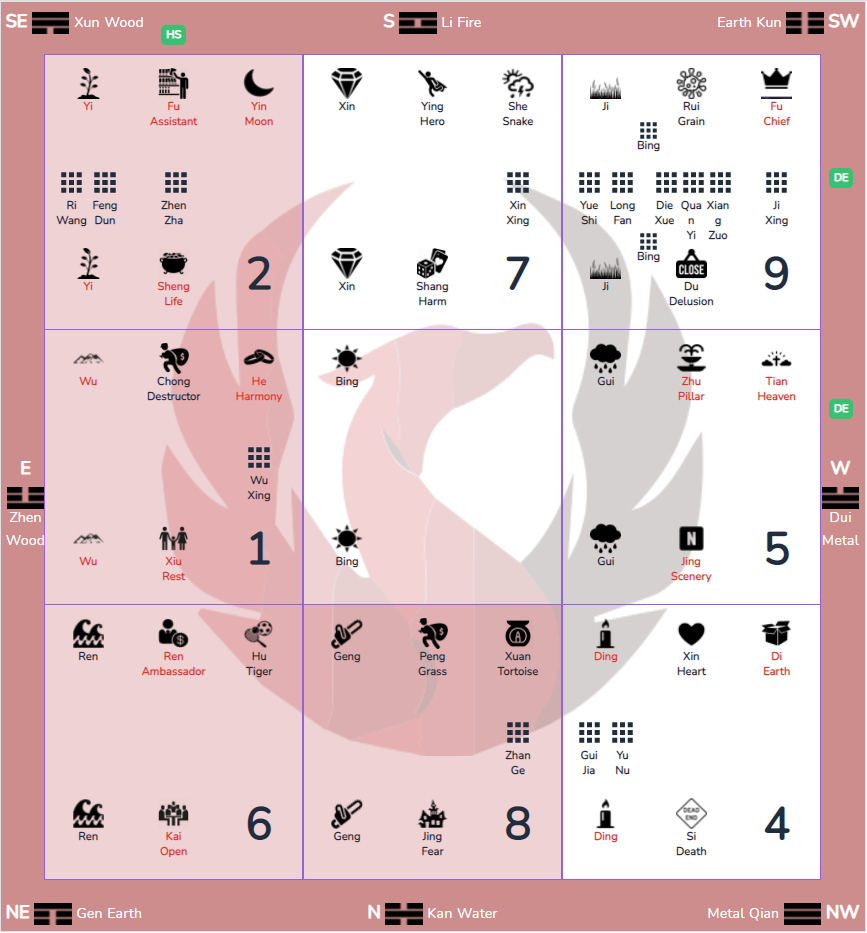 SE Xun Wood S Li Fire Earth Kun SW
HS
Yi Fu Assistant Yin Moon
Ri Wang Feng Dun Zhen Zha
Yi Sheng Life 2
Xin Ying Hero She Snake
Xin Xing
Xin Shang Harm 7
Ji Rui Grain Fu Chief
Bing
Yue Shi Long Fan Die Xue Qua n Yi Xian g Zuo Ji Xing
Bing
Ji CLOSE Du Delusion 9
DE
DE
E
Zhen
Wood
Wu Chong Destructor He Harmony
Wu Xing
Wu Xiu Rest 1
Bing
Bing
Gui Zhu Pillar Tian Heaven
Gui N Jing Scenery 5
W
Dui
Metal
Ren Ren Ambassador Hu Tiger
Ren Kai Open 6
Geng Peng Grass Xuan Tortoise
Zhan Ge
Geng Jing Fear 8
Ding Xin Heart Di Earth
Gui Jia Yu Nu
Ding DEAD END Si Death 4
NE Gen Earth N Kan Water Metal Qian NW